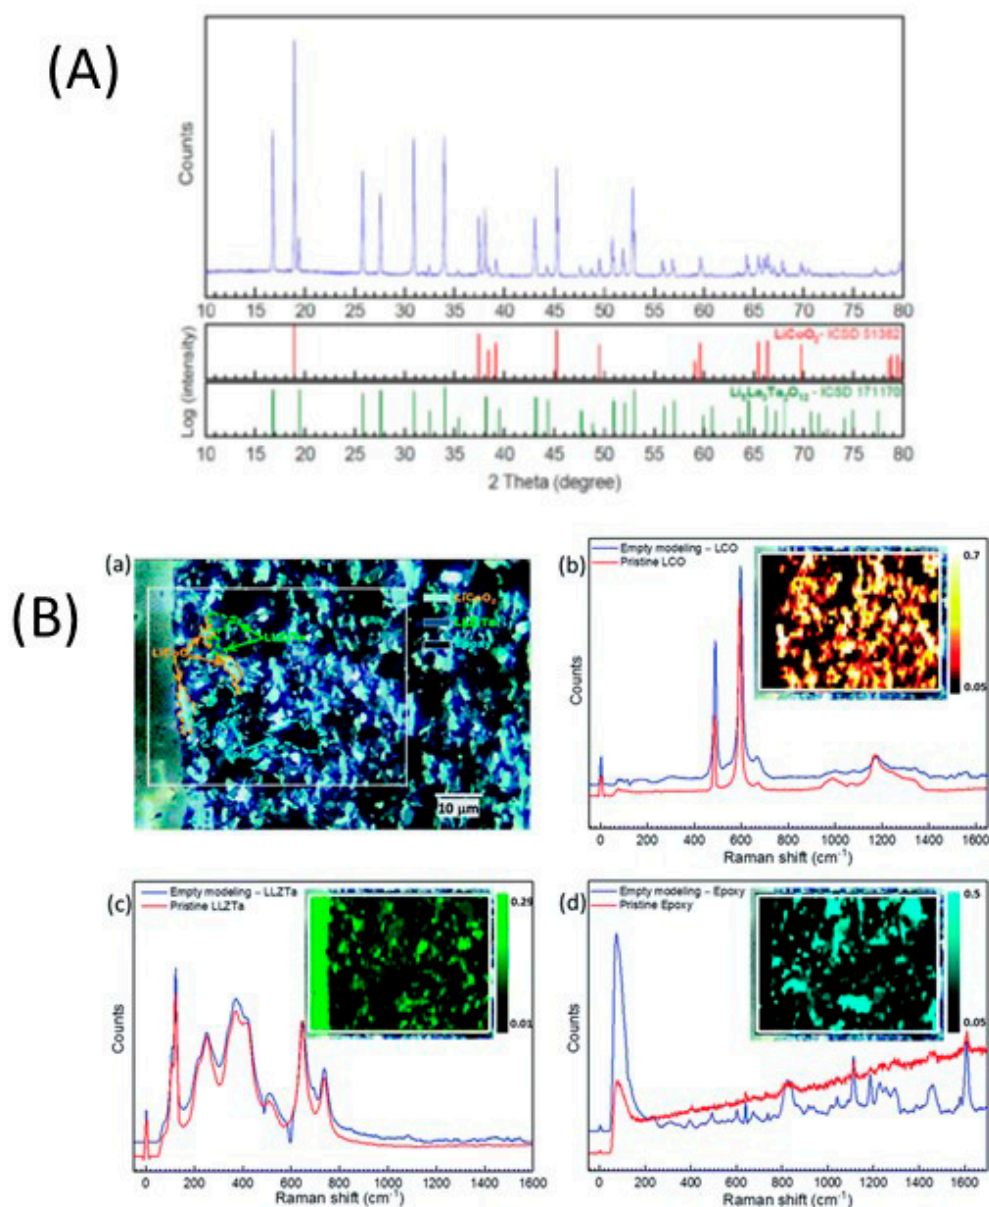 (A)
Counts
10 15 20 25 30 35 40 45 50 55 60 65 70 75 80
Log (intensity)
LiCoO₂- ICSD 51382
Li₅La₃Ta₂O₁₂ - ICSD 171170
10 15 20 25 30 35 40 45 50 55 60 65 70 75 80
2 Theta (degree)
(B)
(a)
LiCoO₂
10 μm
(b)
Empty modeling – LCO
Pristine LCO
0.7
0.05
Counts
0 200 400 600 800 1000 1200 1400 1600
Raman shift (cm⁻¹)
(c)
Empty modeling – LLZTa
Pristine LLZTa
0.29
0.01
Counts
0 200 400 600 800 1000 1200 1400 1600
Raman shift (cm⁻¹)
(d)
Empty modeling – Epoxy
Pristine Epoxy
0.5
0.05
Counts
0 200 400 600 800 1000 1200 1400 1600
Raman shift (cm⁻¹)